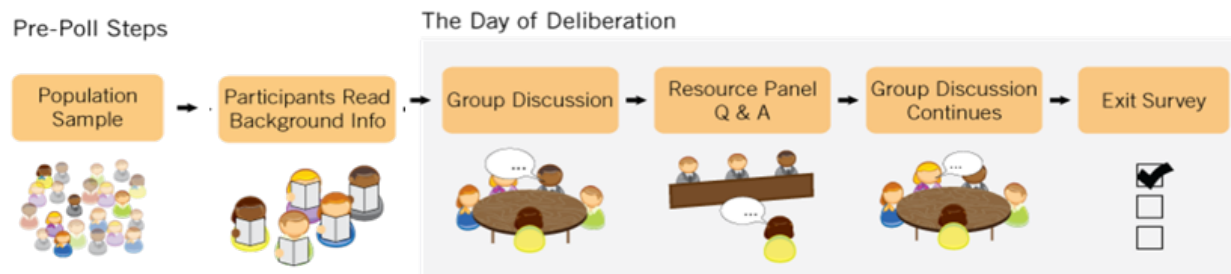 Pre-Poll Steps
The Day of Deliberation
Population
Sample
Participants Read
Background Info
Group Discussion
Resource Panel
Q & A
Group Discussion
Continues
Exit Survey
...
...
...